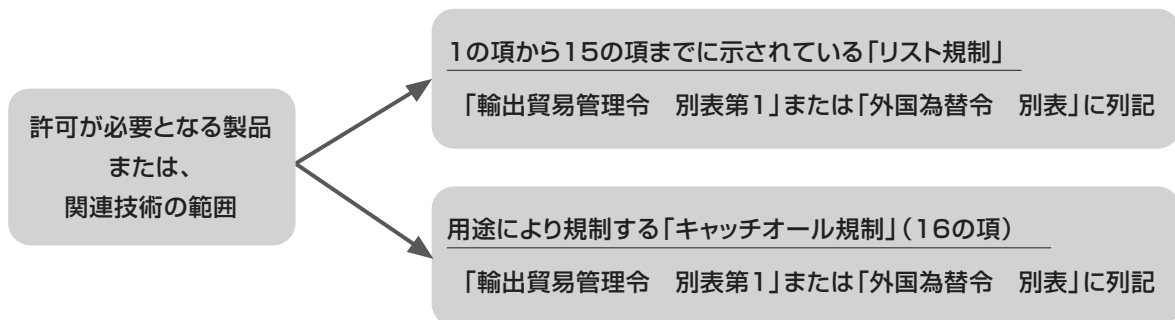 許可が必要となる製品
または、
関連技術の範囲
1の項から15の項までに示されている「リスト規制」
「輸出貿易管理令　別表第1」または「外国為替令　別表」に列記
用途により規制する「キャッチオール規制」(16の項)
「輸出貿易管理令　別表第1」または「外国為替令　別表」に列記